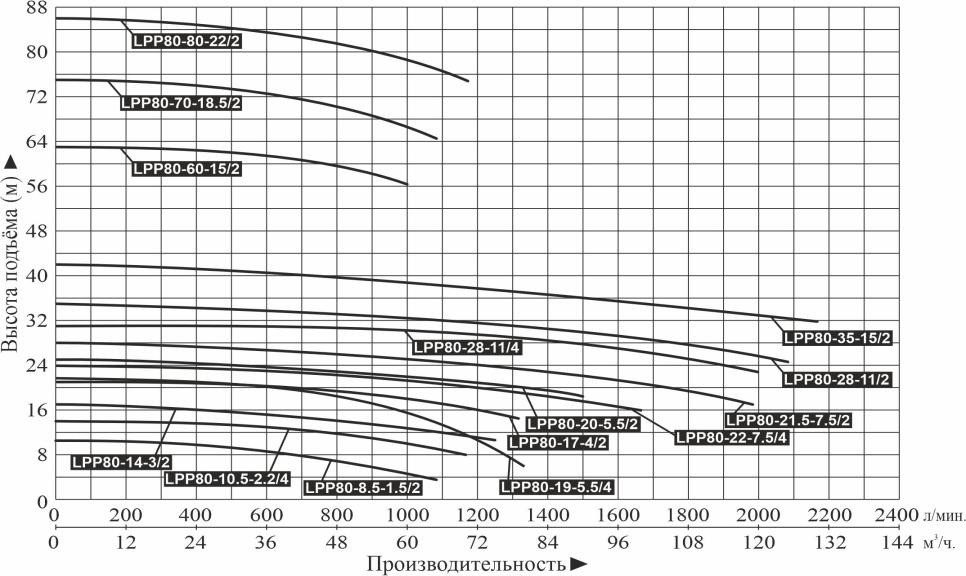 88
80
72
64
56
48
40
32
24
16
8
0
Высота подъёма (м)
LPP80-80-22/2
LPP80-70-18.5/2
LPP80-60-15/2
LPP80-35-15/2
LPP80-28-11/4
LPP80-28-11/2
LPP80-21.5-7.5/2
LPP80-20-5.5/2
LPP80-22-7.5/4
LPP80-17-4/2
LPP80-14-3/2
LPP80-10.5-2.2/4
LPP80-8.5-1.5/2
LPP80-19-5.5/4
0 200 400 600 800 1000 1200 1400 1600 1800 2000 2200 2400 л/мин.
0 12 24 36 48 60 72 84 96 108 120 132 144 м³/ч.
Производительность